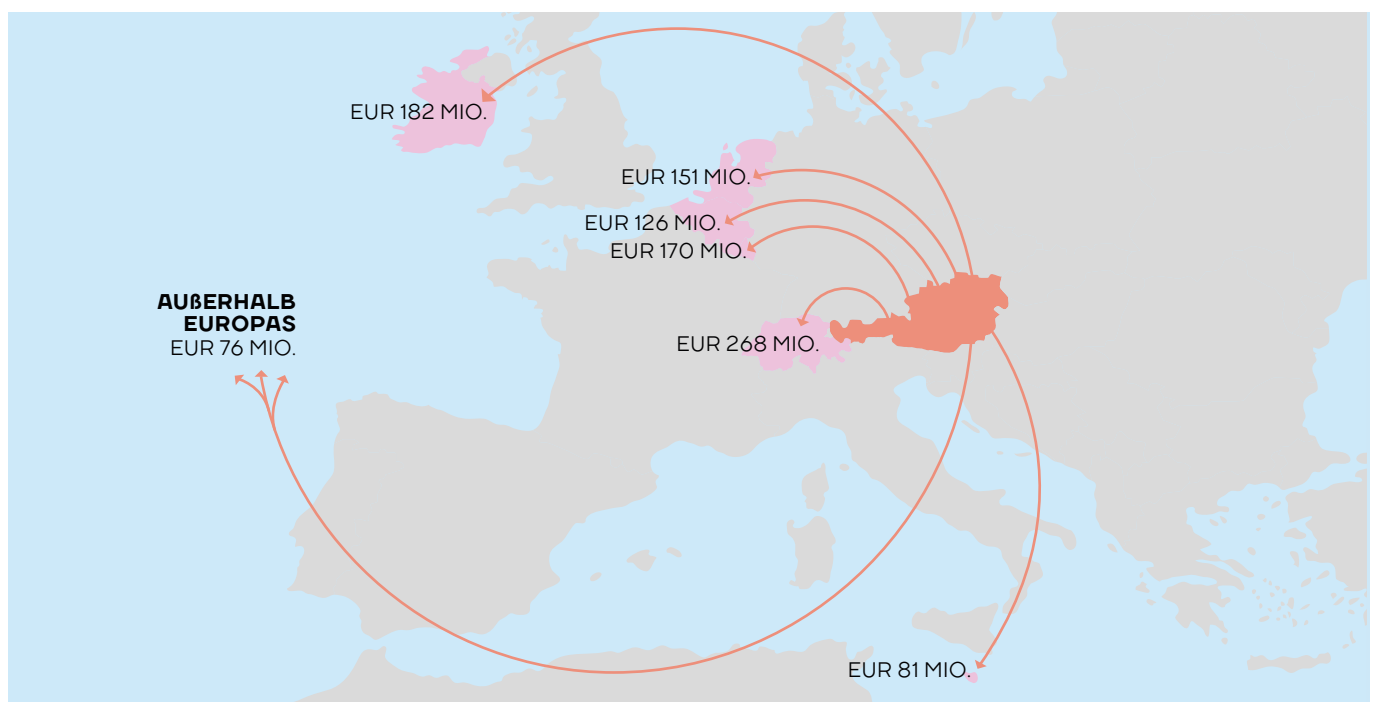 EUR 182 MIO.
EUR 151 MIO.
EUR 126 MIO.
EUR 170 MIO.
AUßERHALB
EUROPAS
EUR 76 MIO.
EUR 268 MIO.
EUR 81 MIO.